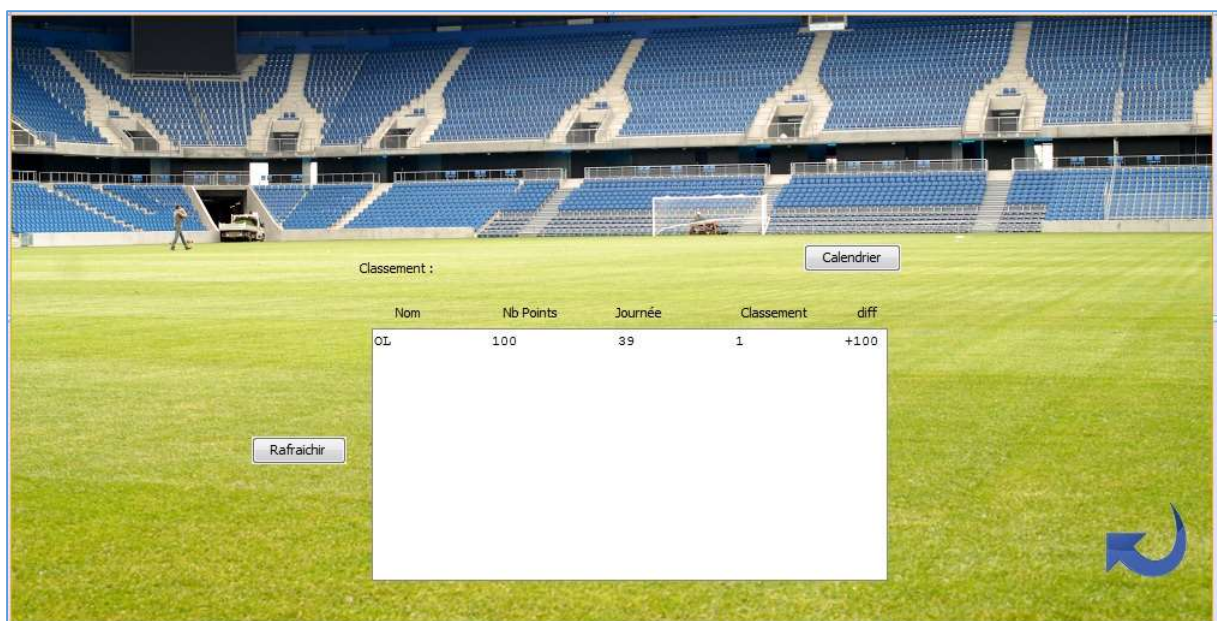 Calendrier
Classement :
Nom Nb Points Journée Classement diff
OL 100 39 1 +100
Rafraichir